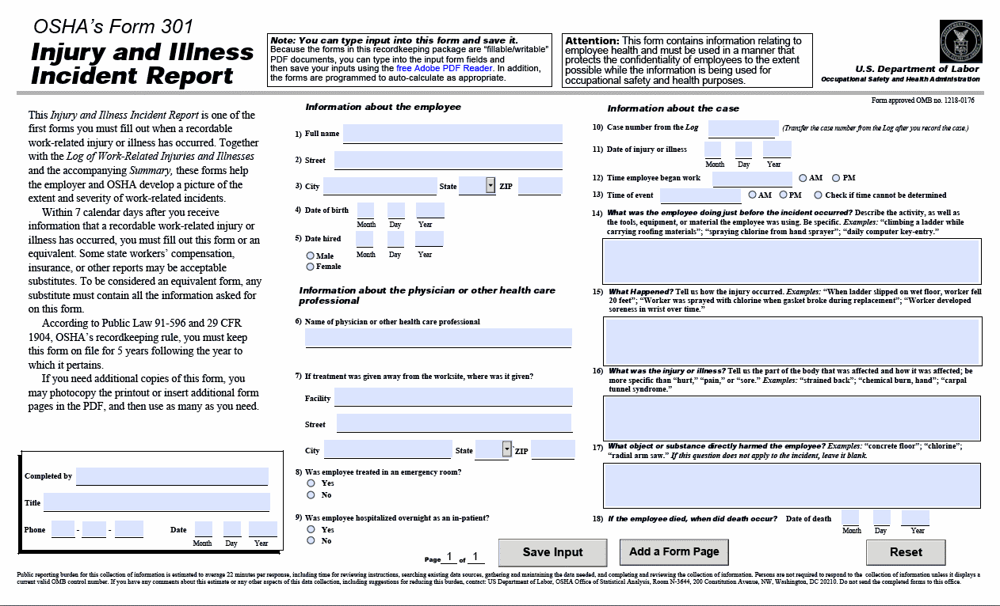 OSHA's Form 301
Injury and Illness
Incident Report
Note: You can type input into this form and save it.
Because the forms in this recordkeeping package are “fillable/writable”
PDF documents, you can type into the input form fields and
then save your inputs using the free Adobe PDF Reader. In addition,
the forms are programmed to auto-calculate as appropriate.
Attention: This form contains information relating to
employee health and must be used in a manner that
protects the confidentiality of employees to the extent
possible while the information is being used for
occupational safety and health purposes.
U.S. Department of Labor
Occupational Safety and Health Administration
Form approved OMB no. 1218-0176
This Injury and Illness Incident Report is one of the
first forms you must fill out when a recordable
work-related injury or illness has occurred. Together
with the Log of Work-Related Injuries and Illnesses
and the accompanying Summary, these forms help
the employer and OSHA develop a picture of the
extent and severity of work-related incidents.
Within 7 calendar days after you receive
information that a recordable work-related injury or
illness has occurred, you must fill out this form or an
equivalent. Some state workers’ compensation,
insurance, or other reports may be acceptable
substitutes. To be considered an equivalent form, any
substitute must contain all the information asked for
on this form.
According to Public Law 91-596 and 29 CFR
1904, OSHA’s recordkeeping rule, you must keep
this form on file for 5 years following the year to
which it pertains.
If you need additional copies of this form, you
may photocopy the printout or insert additional form
pages in the PDF, and then use as many as you need.
Completed by
Title
Phone - - Date
Month Day Year
Information about the employee
1) Full name
2) Street
3) City State ZIP
4) Date of birth
Month Day Year
5) Date hired
Month Day Year
Male
Female
Information about the physician or other health care
professional
6) Name of physician or other health care professional
7) If treatment was given away from the worksite, where was it given?
Facility
Street
City State `ZIP
8) Was employee treated in an emergency room?
Yes
No
9) Was employee hospitalized overnight as an in-patient?
Yes
No
Information about the case
10) Case number from the Log (Transfer the case number from the Log after you record the case.)
11) Date of injury or illness
Month Day Year
12) Time employee began work AM PM
13) Time of event AM PM Check if time cannot be determined
14) What was the employee doing just before the incident occurred? Describe the activity, as well as
the tools, equipment, or material the employee was using. Be specific. Examples: “climbing a ladder while
carrying roofing materials”; “spraying chlorine from hand sprayer”; “daily computer key-entry.”
15) What Happened? Tell us how the injury occurred. Examples: “When ladder slipped on wet floor, worker fell
20 feet”; “Worker was sprayed with chlorine when gasket broke during replacement”; “Worker developed
soreness in wrist over time.”
16) What was the injury or illness? Tell us the part of the body that was affected and how it was affected; be
more specific than “hurt,” “pain,” or “sore.” Examples: “strained back”; “chemical burn, hand”; “carpal
tunnel syndrome.”
17) What object or substance directly harmed the employee? Examples: “concrete floor”; “chlorine”;
“radial arm saw.” If this question does not apply to the incident, leave it blank.
18) If the employee died, when did death occur? Date of death
Month Day Year
Page 1 of 1
Save Input
Add a Form Page
Reset
Public reporting burden for this collection of information is estimated to average 22 minutes per response, including time for reviewing instructions, searching existing data sources, gathering and maintaining the data needed, and completing and reviewing the collection of information. Persons are not required to respond to the collection of information unless it displays a
current valid OMB control number. If you have any comments about this estimate or any other aspects of this data collection, including suggestions for reducing this burden, contact: US Department of Labor, OSHA Office of Statistical Analysis, Room N-3644, 200 Constitution Avenue, NW, Washington, DC 20210. Do not send the completed forms to this office.